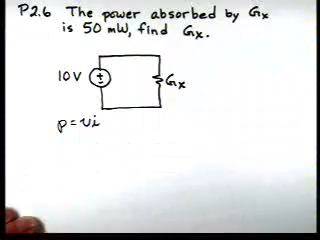 P2.6 The power absorbed by Gx
is 50 mW, find Gx.
10V
±
Gx
p = vi